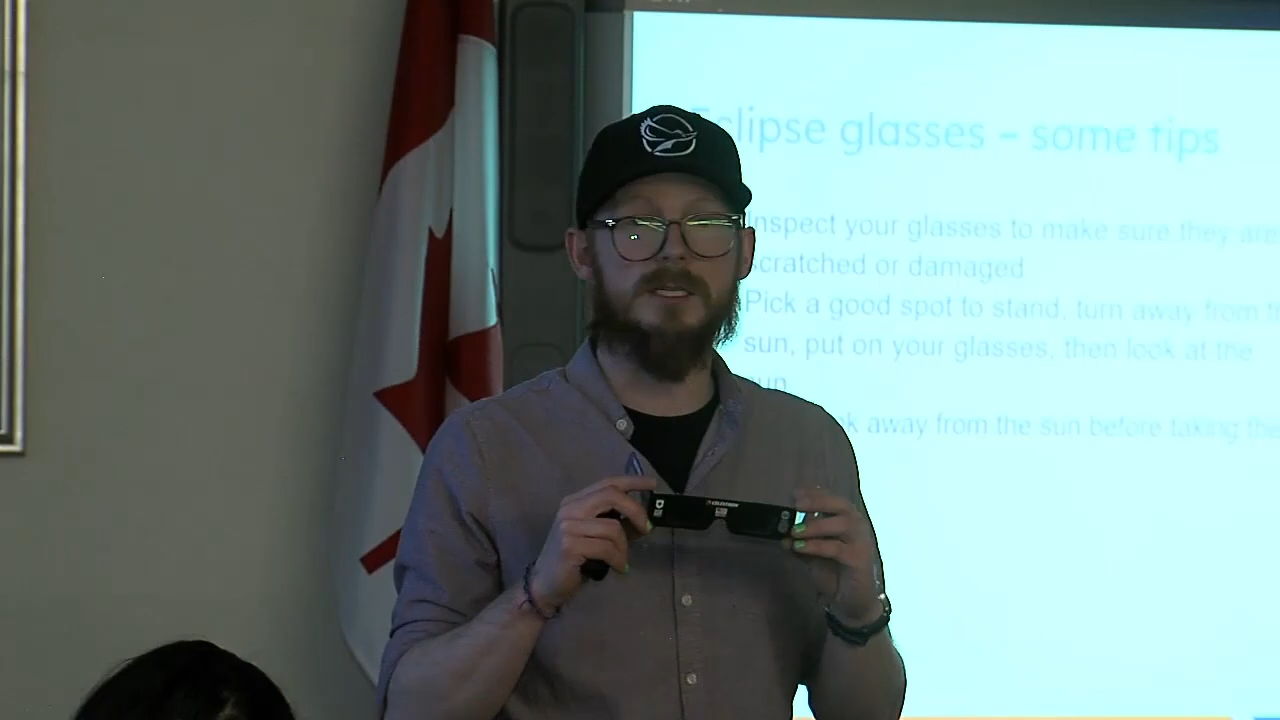 clipse glasses – some tips
Inspect your glasses to make sure they are
scratched or damaged
Pick a good spot to stand, turn away from
sun, put on your glasses, then look at the
un
away from the sun before taking